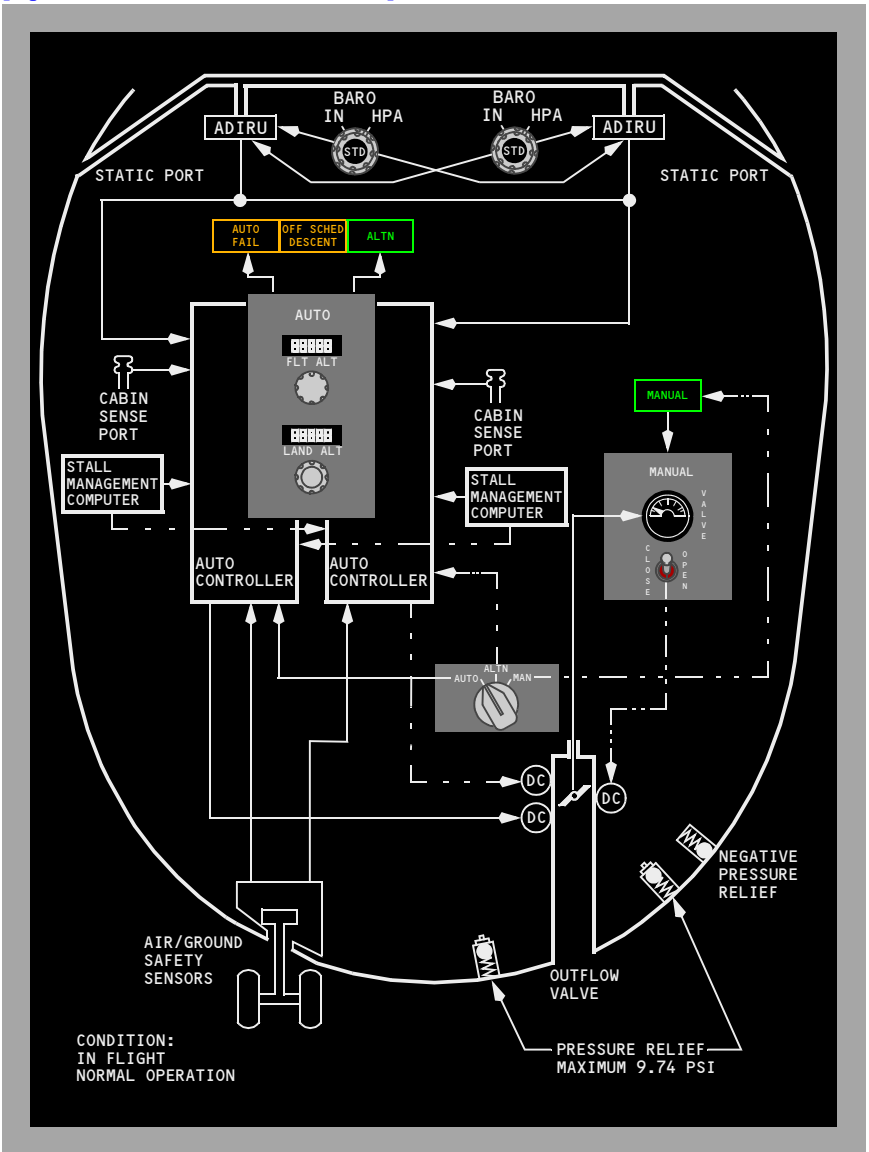 BARO
IN HPA
BARO
IN HPA
ADIRU
STD
STD
ADIRU
STATIC PORT
STATIC PORT
AUTO
FAIL
OFF SCHED
DESCENT
ALTN
AUTO
FLT ALT
LAND ALT
CABIN
SENSE
PORT
CABIN
SENSE
PORT
MANUAL
STALL
MANAGEMENT
COMPUTER
STALL
MANAGEMENT
COMPUTER
MANUAL
VALVE
CLOSE
OPEN
AUTO
CONTROLLER
AUTO
CONTROLLER
AUTO
ALTN
MAN
DC
DC
DC
NEGATIVE
PRESSURE
RELIEF
AIR/GROUND
SAFETY
SENSORS
OUTFLOW
VALVE
CONDITION:
IN FLIGHT
NORMAL OPERATION
PRESSURE RELIEF
MAXIMUM 9.74 PSI